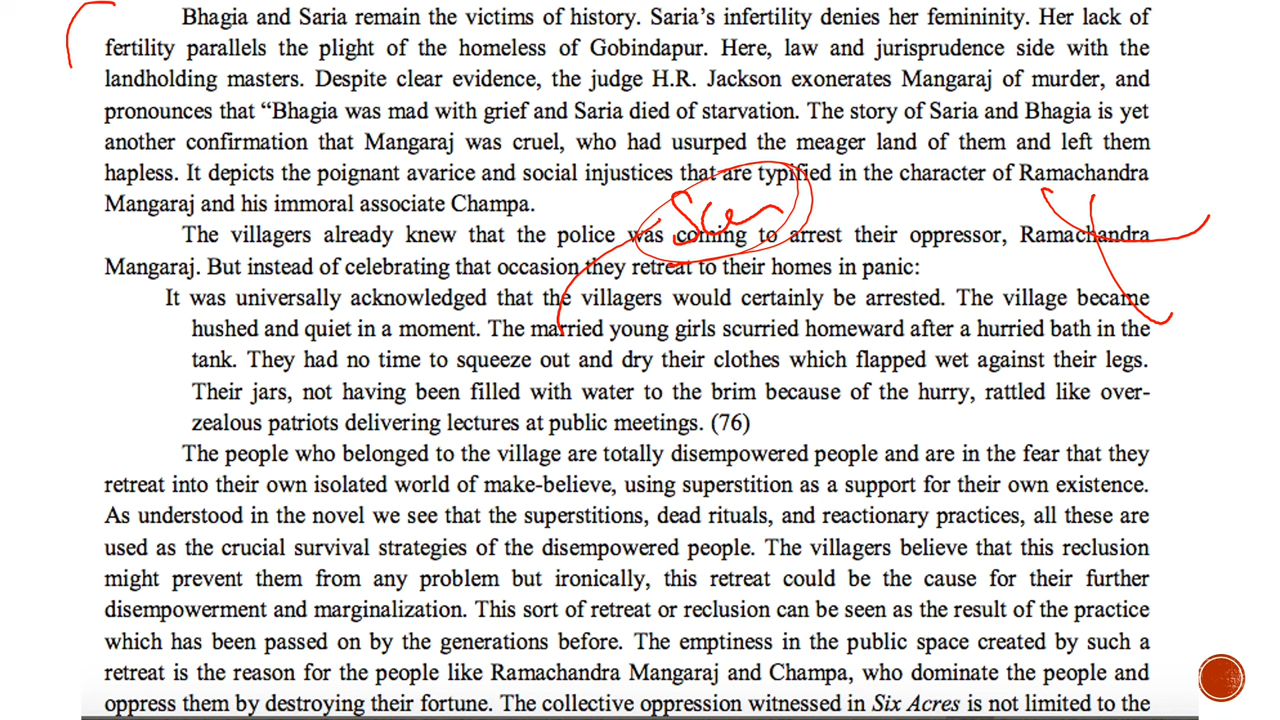 Bhagia and Saria remain the victims of history. Saria’s infertility denies her femininity. Her lack of
fertility parallels the plight of the homeless of Gobindapur. Here, law and jurisprudence side with the
landholding masters. Despite clear evidence, the judge H.R. Jackson exonerates Mangaraj of murder, and
pronounces that “Bhagia was mad with grief and Saria died of starvation. The story of Saria and Bhagia is yet
another confirmation that Mangaraj was cruel, who had usurped the meager land of them and left them
hapless. It depicts the poignant avarice and social injustices that are typified in the character of Ramachandra
Mangaraj and his immoral associate Champa.
The villagers already knew that the police was coming to arrest their oppressor, Ramachandra
Mangaraj. But instead of celebrating that occasion they retreat to their homes in panic:
It was universally acknowledged that the villagers would certainly be arrested. The village became
hushed and quiet in a moment. The married young girls scurried homeward after a hurried bath in the
tank. They had no time to squeeze out and dry their clothes which flapped wet against their legs.
Their jars, not having been filled with water to the brim because of the hurry, rattled like over-
zealous patriots delivering lectures at public meetings. (76)
The people who belonged to the village are totally disempowered people and are in the fear that they
retreat into their own isolated world of make-believe, using superstition as a support for their own existence.
As understood in the novel we see that the superstitions, dead rituals, and reactionary practices, all these are
used as the crucial survival strategies of the disempowered people. The villagers believe that this reclusion
might prevent them from any problem but ironically, this retreat could be the cause for their further
disempowerment and marginalization. This sort of retreat or reclusion can be seen as the result of the practice
which has been passed on by the generations before. The emptiness in the public space created by such a
retreat is the reason for the people like Ramachandra Mangaraj and Champa, who dominate the people and
oppress them by destroying their fortune. The collective oppression witnessed in Six Acres is not limited to the